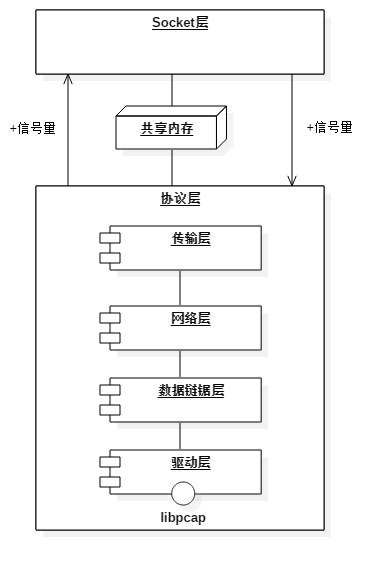 Socket层
+信号量
+信号量
共享内存
协议层
传输层
网络层
数据链锯层
驱动层
libpcap